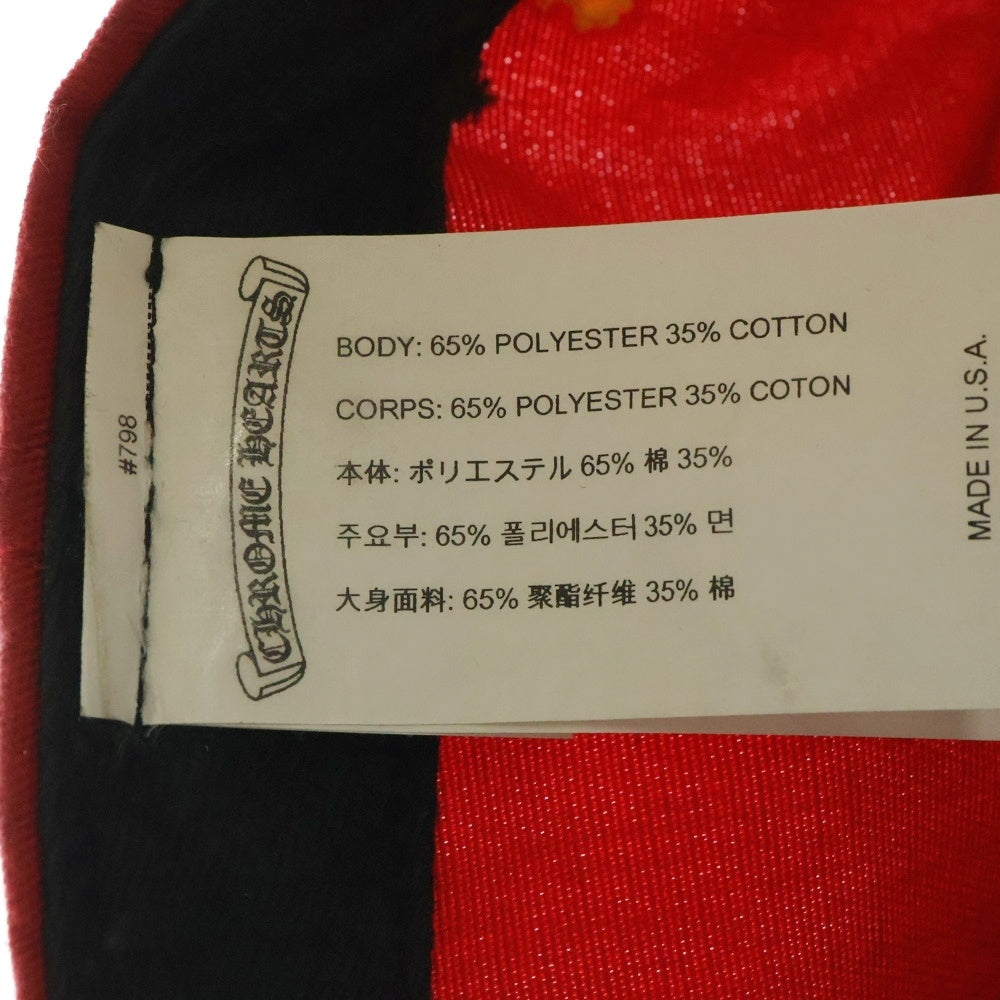 #798
CHROME HEARTS
BODY: 65% POLYESTER 35% COTTON
CORPS: 65% POLYESTER 35% COTON
本体: ポリエステル 65% 棉 35%
주요부: 65% 폴리에스터 35% 면
大身面料: 65% 聚酯纤维 35% 棉
MADE IN U.S.A.